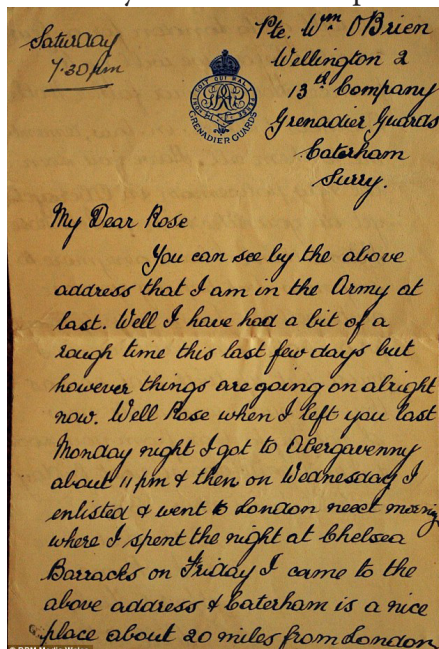 Saturday
7.30 pm
Pte. Wm. O'Brien
Wellington 2
13th Company
Grenadier Guards
Caterham
Surry.
HONI SOIT QUI MAL Y PENSE
GRENADIER GUARDS
My Dear Rose
You can see by the above
address that I am in the Army at
last. Well I have had a bit of a
rough time this last few days but
however things are going on alright
now. Well Rose when I left you last
Monday night I got to Abergavenny
about 11 pm & then on Wednesday I
enlisted & went to London next morning
where I spent the night at Chelsea
Barracks on Friday I came to the
above address & Caterham is a nice
place about 20 miles from London